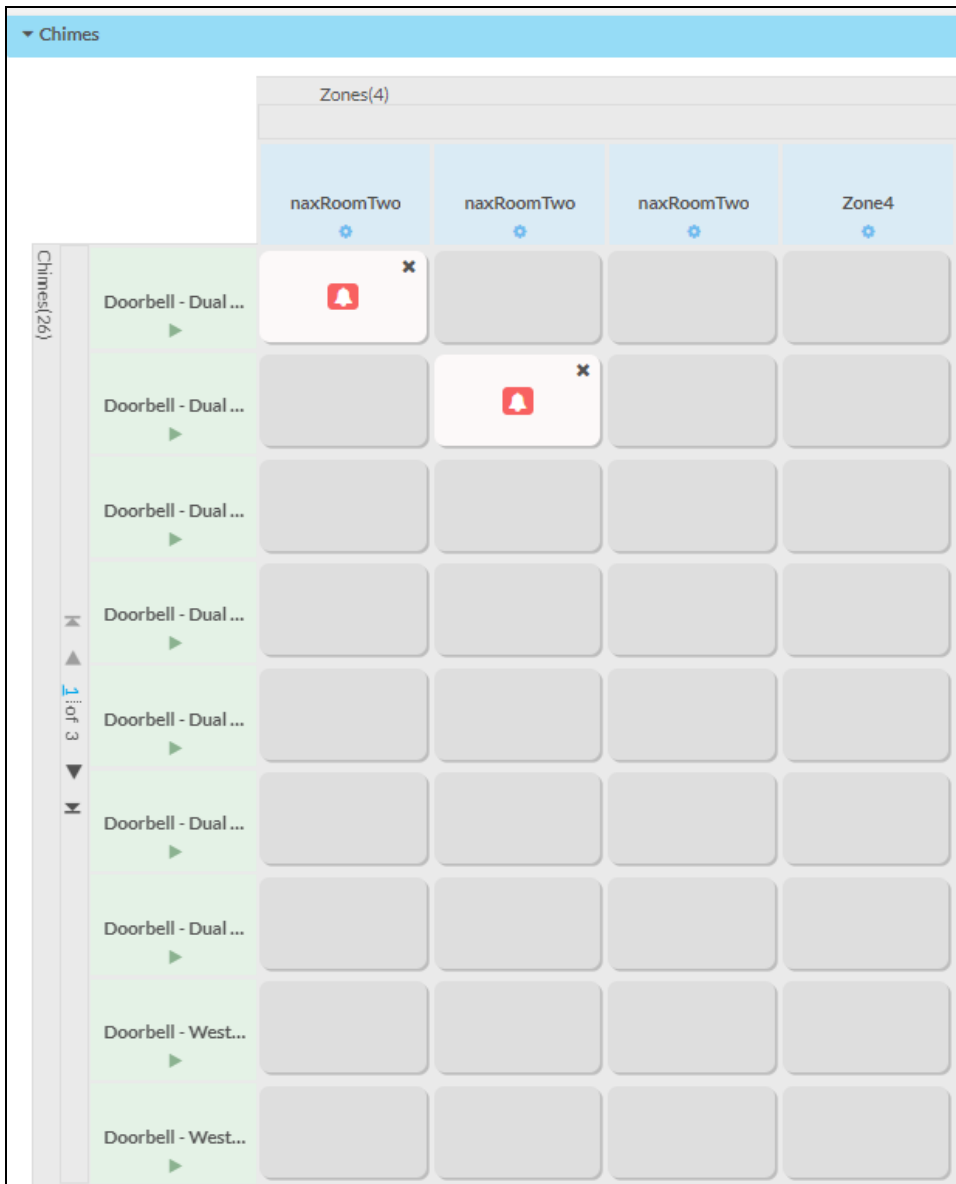 Chimes
Zones(4)
naxRoomTwo naxRoomTwo naxRoomTwo Zone4
Chimes(26)
Doorbell - Dual ...
Doorbell - Dual ...
Doorbell - Dual ...
Doorbell - Dual ...
1 of 3
Doorbell - Dual ...
Doorbell - Dual ...
Doorbell - Dual ...
Doorbell - West...
Doorbell - West...